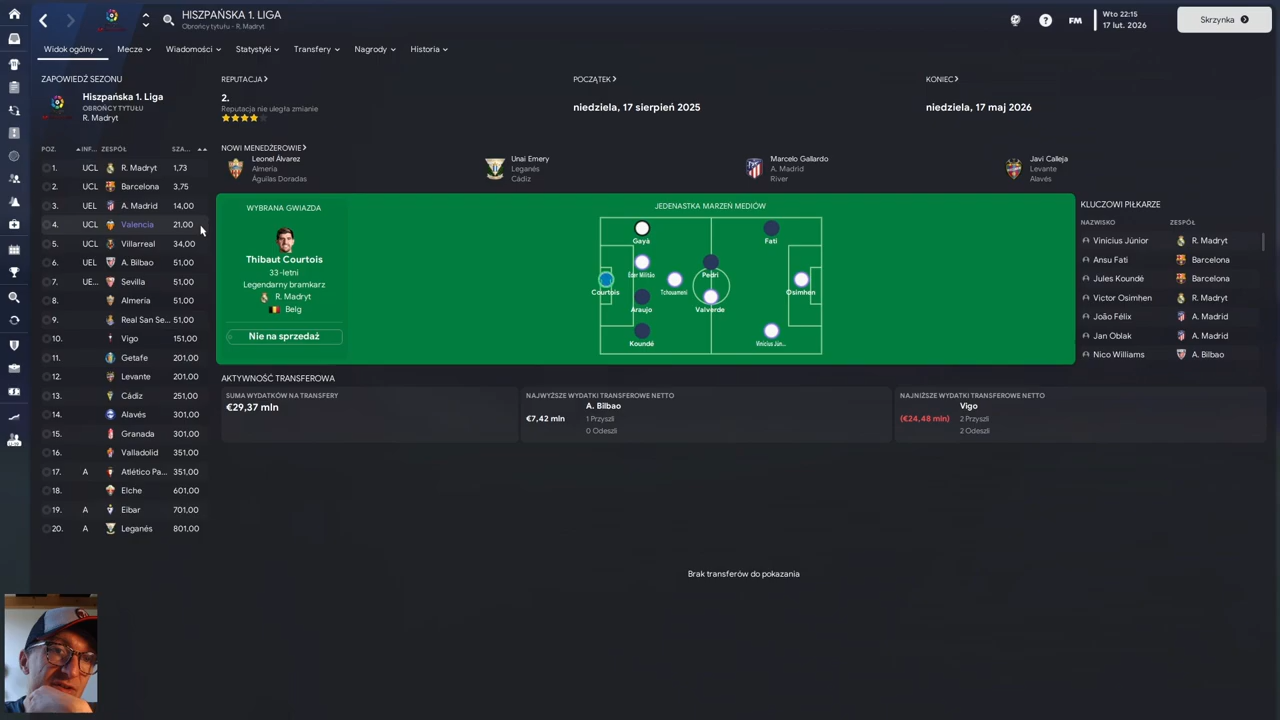 HISZPAŃSKA 1. LIGA
Obrońcy tytułu - R. Madryt
FM
Wto 22:15
17 lut. 2026
Skrzynka
Widok ogólny
Mecze
Wiadomości
Statystyki
Transfery
Nagrody
Historia
ZAPOWIEDŹ SEZONU
Hiszpańska 1. Liga
OBROŃCY TYTUŁU
R. Madryt
REPUTACJA
2.
Reputacja nie uległa zmianie
POCZĄTEK
niedziela, 17 sierpień 2025
KONIEC
niedziela, 17 maj 2026
NOWI MENEDŻEROWIE
Leonel Álvarez
Almeria
Águilas Doradas
Unai Emery
Leganés
Cádiz
Marcelo Gallardo
A. Madrid
River
Javi Calleja
Levante
Alavés
POZ. INF... ZESPÓŁ SZA...
1. UCL R. Madryt 1,73
2. UCL Barcelona 3,75
3. UEL A. Madrid 14,00
4. UCL Valencia 21,00
5. UCL Villarreal 34,00
6. UEL A. Bilbao 51,00
7. UE... Sevilla 51,00
8. Almeria 51,00
9. Real San Se... 51,00
10. Vigo 151,00
11. Getafe 201,00
12. Levante 201,00
13. Cádiz 251,00
14. Alavés 301,00
15. Granada 301,00
16. Valladolid 351,00
17. A Atlético Pa... 351,00
18. Elche 601,00
19. A Eibar 701,00
20. A Leganés 801,00
WYBRANA GWIAZDA
Thibaut Courtois
33-letni
Legendarny bramkarz
R. Madryt
Belg
Nie na sprzedaż
JEDENASTKA MARZEŃ MEDIÓW
Gayà
Fati
Éder Militão
Pedri
Courtois
Tchouameni
Osimhen
Araujo
Valverde
Koundé
Vinícius Jún...
KLUCZOWI PIŁKARZE
NAZWISKO ZESPÓŁ
Vinícius Júnior R. Madryt
Ansu Fati Barcelona
Jules Koundé Barcelona
Victor Osimhen R. Madryt
João Félix A. Madrid
Jan Oblak A. Madrid
Nico Williams A. Bilbao
AKTYWNOŚĆ TRANSFEROWA
SUMA WYDATKÓW NA TRANSFERY
€29,37 mln
NAJWYŻSZE WYDATKI TRANSFEROWE NETTO
€7,42 mln
A. Bilbao
1 Przyszli
0 Odeszli
NAJNIŻSZE WYDATKI TRANSFEROWE NETTO
(€24,48 mln)
Vigo
2 Przyszli
2 Odeszli
Brak transferów do pokazania